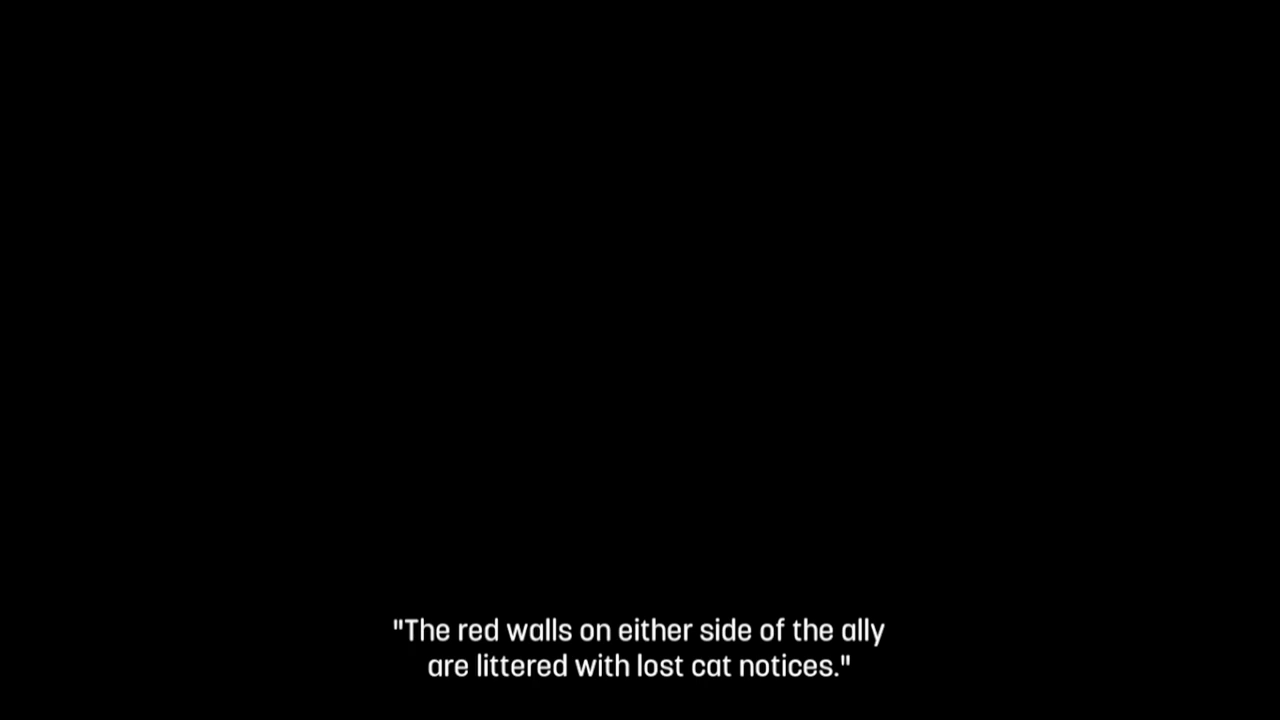 "The red walls on either side of the ally
are littered with lost cat notices."